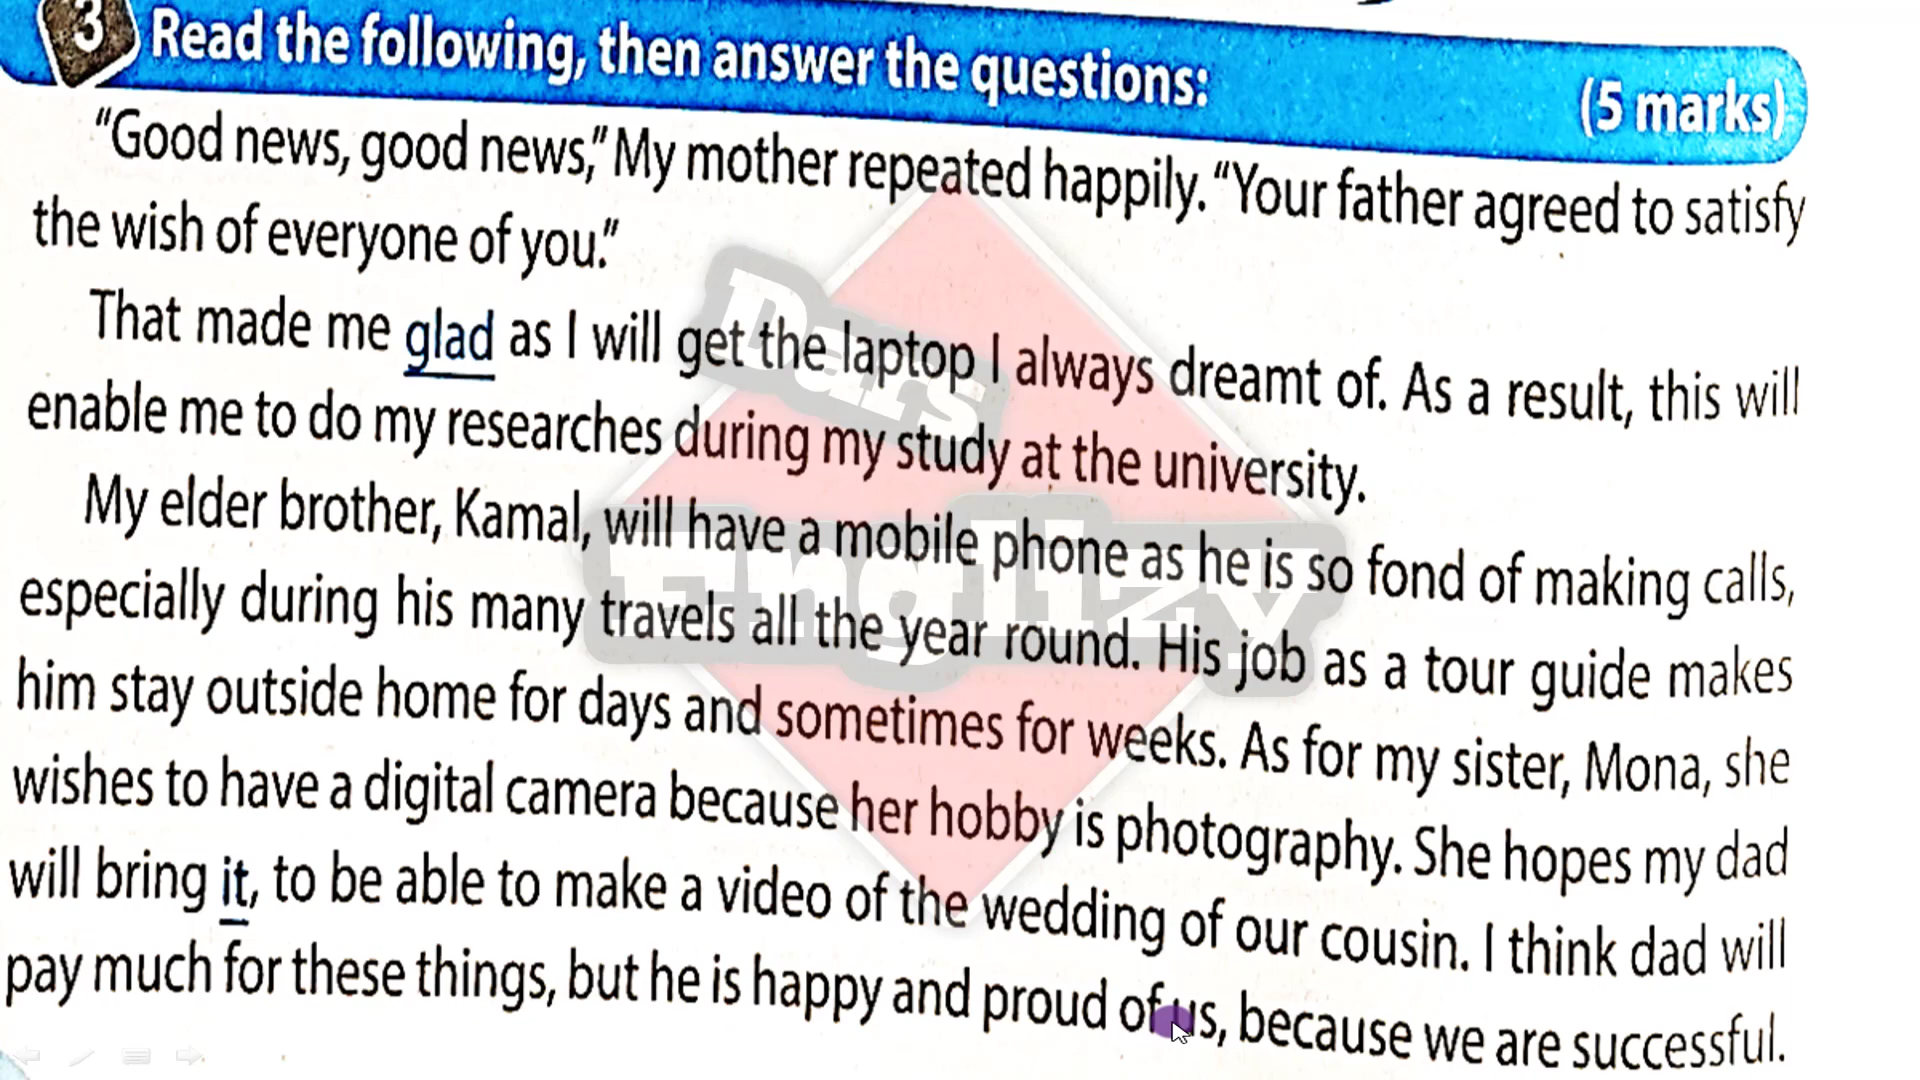 3 Read the following, then answer the questions: (5 marks)
"Good news, good news," My mother repeated happily. "Your father agreed to satisfy
the wish of everyone of you."
That made me glad as I will get the laptop I always dreamt of. As a result, this will
enable me to do my researches during my study at the university.
My elder brother, Kamal, will have a mobile phone as he is so fond of making calls,
especially during his many travels all the year round. His job as a tour guide makes
him stay outside home for days and sometimes for weeks. As for my sister, Mona, she
wishes to have a digital camera because her hobby is photography. She hopes my dad
will bring it, to be able to make a video of the wedding of our cousin. I think dad will
pay much for these things, but he is happy and proud of us, because we are successful.
Dars
Englizy